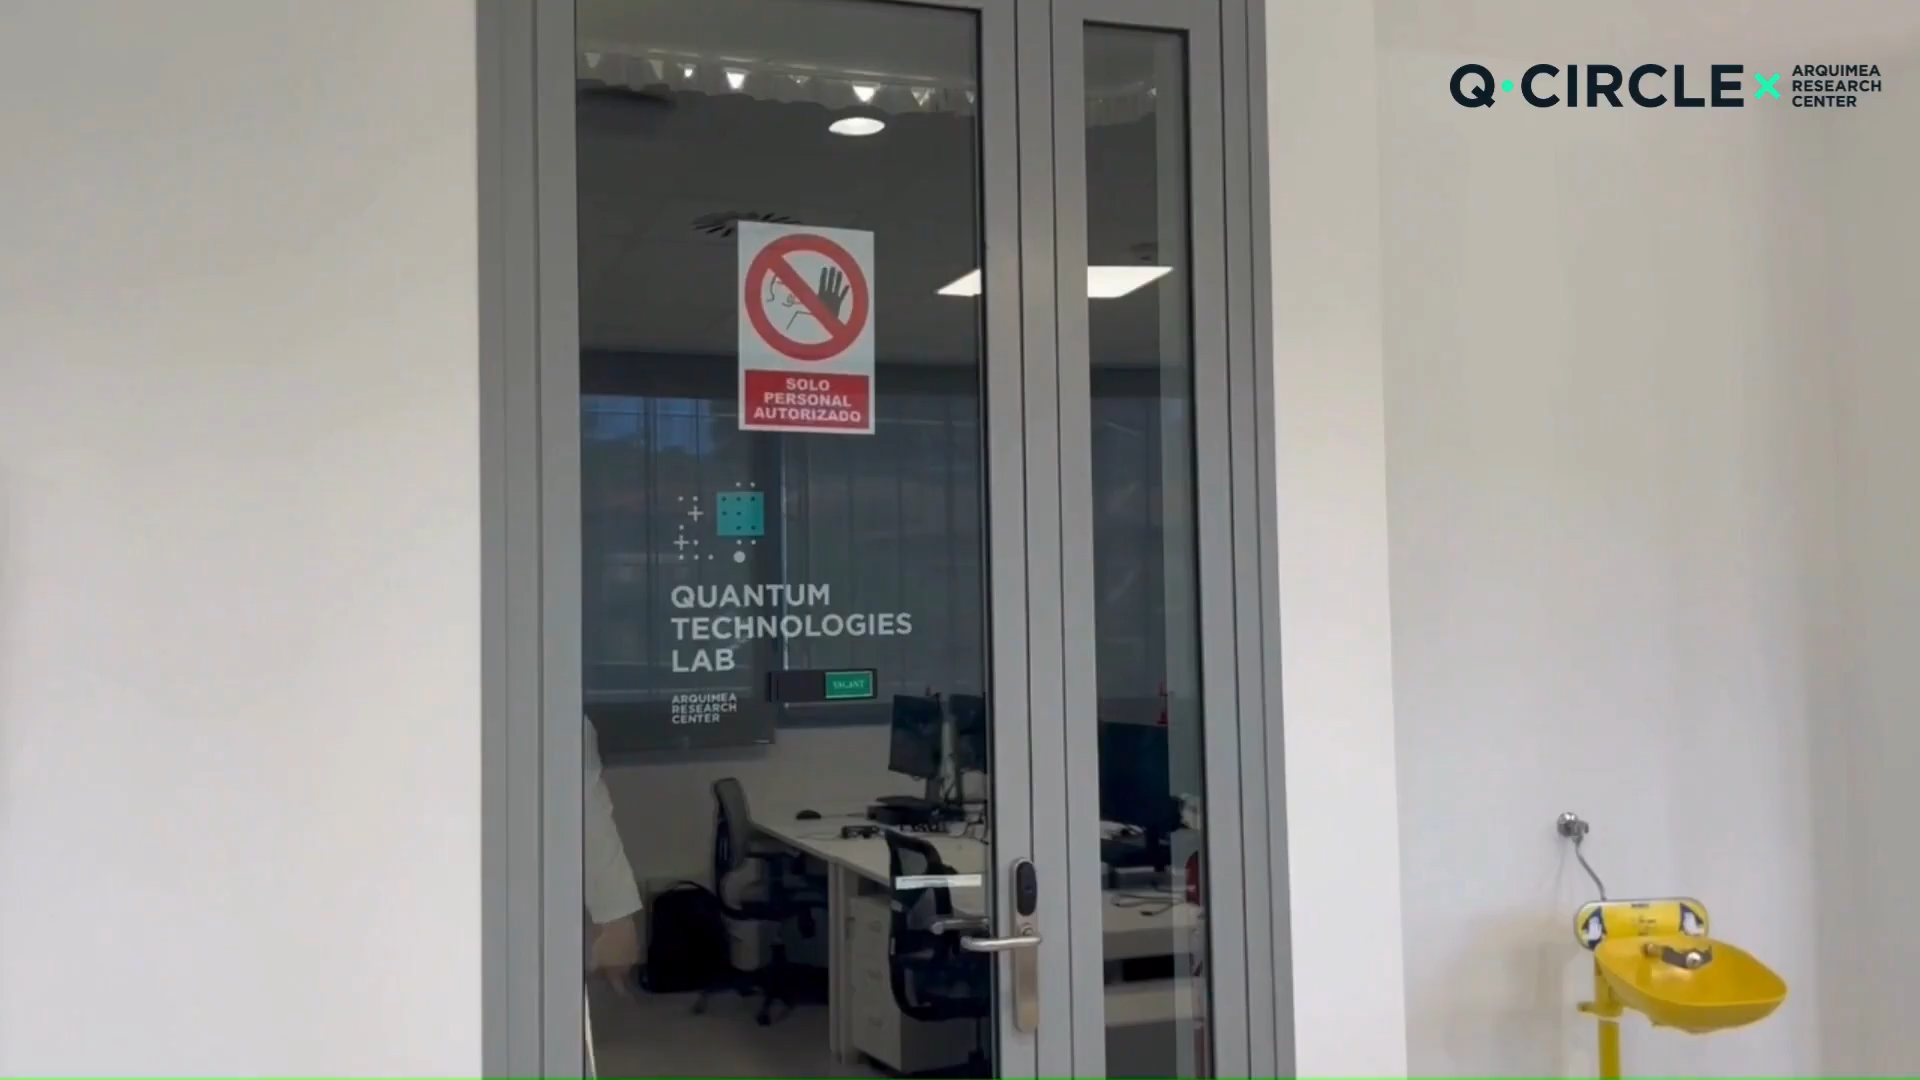 Q·CIRCLE × ARQUIMEA
RESEARCH
CENTER
SOLO
PERSONAL
AUTORIZADO
QUANTUM
TECHNOLOGIES
LAB
VACANT
ARQUIMEA
RESEARCH
CENTER